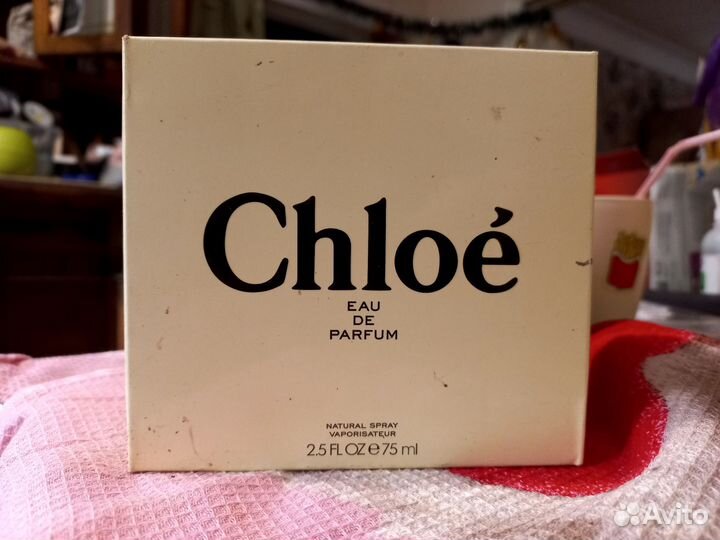 Chloé
EAU
DE
PARFUM
NATURAL SPRAY
VAPORISATEUR
2.5 FL OZ ℮ 75 ml
Avito